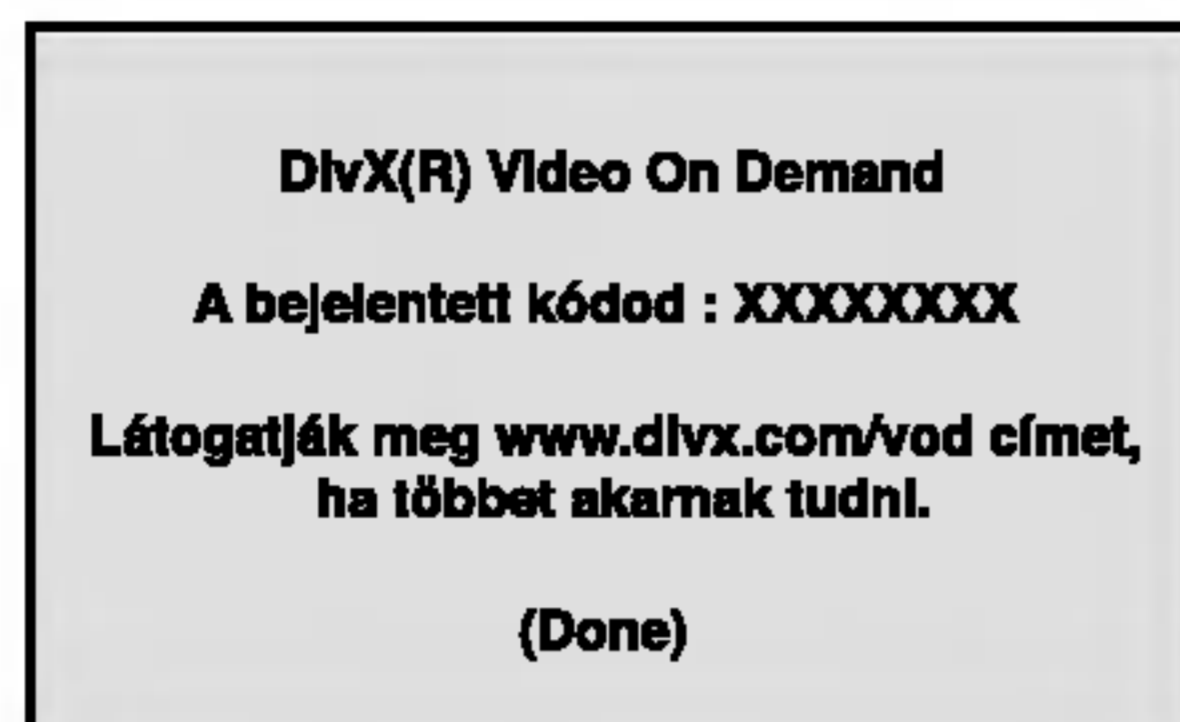 DivX(R) Video On Demand
A bejelentett kódod : XXXXXXXX
Látogatják meg www.divx.com/vod címet,
ha többet akarnak tudni.
(Done)